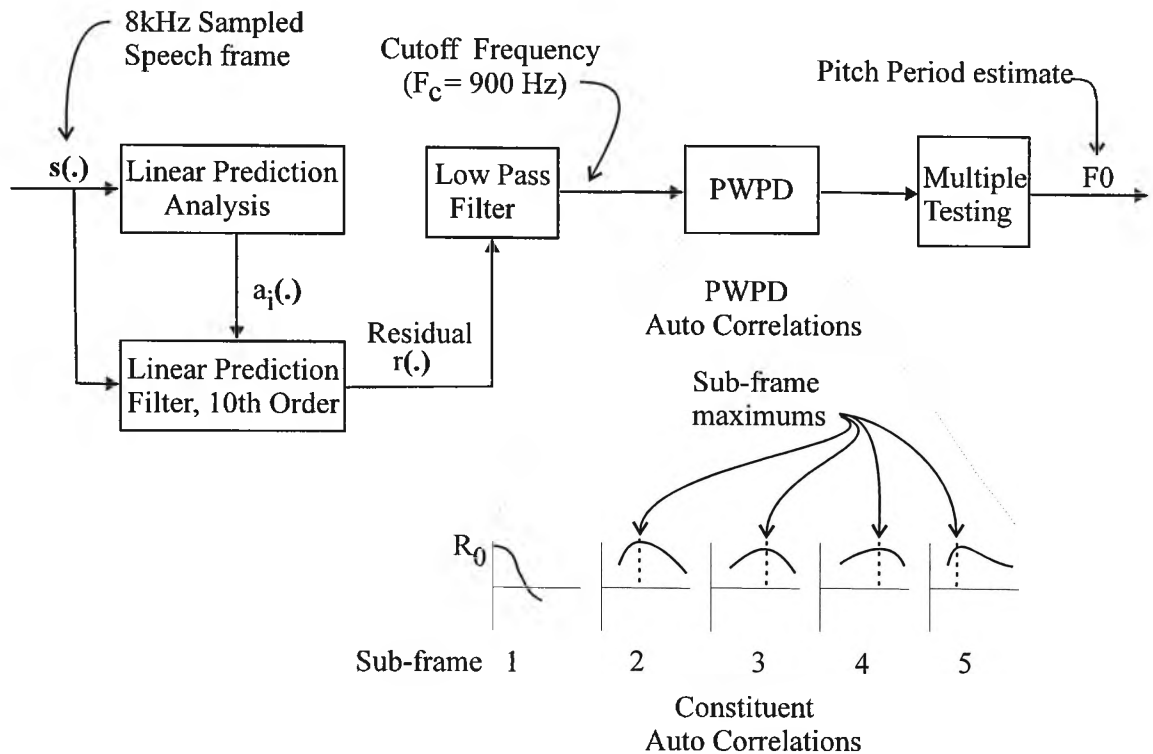 8kHz Sampled
Speech frame
Cutoff Frequency
(Fc = 900 Hz)
Pitch Period estimate
s(.)
Linear Prediction
Analysis
Low Pass
Filter
PWPD
Multiple
Testing
F0
ai(.)
PWPD
Auto Correlations
Linear Prediction
Filter, 10th Order
Residual
r(.)
Sub-frame
maximums
R0
Sub-frame 1 2 3 4 5
Constituent
Auto Correlations